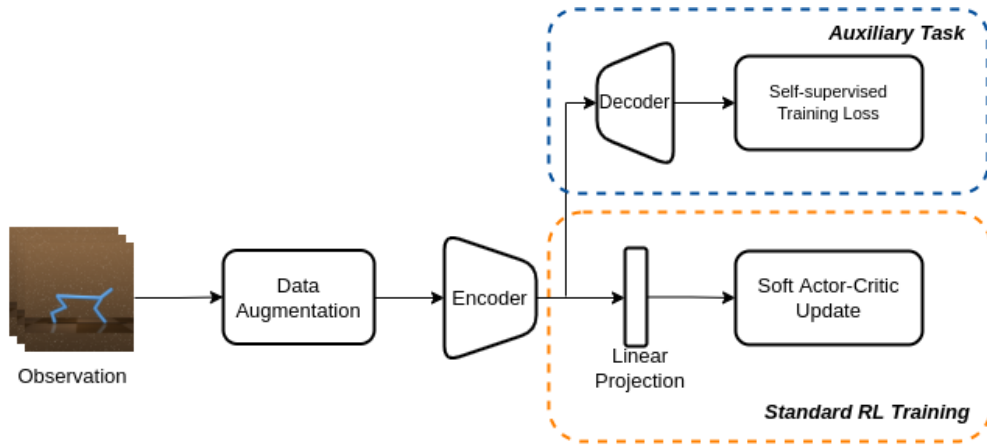 Auxiliary Task
Decoder
Self-supervised
Training Loss
Data
Augmentation
Encoder
Soft Actor-Critic
Update
Linear
Projection
Observation
Standard RL Training